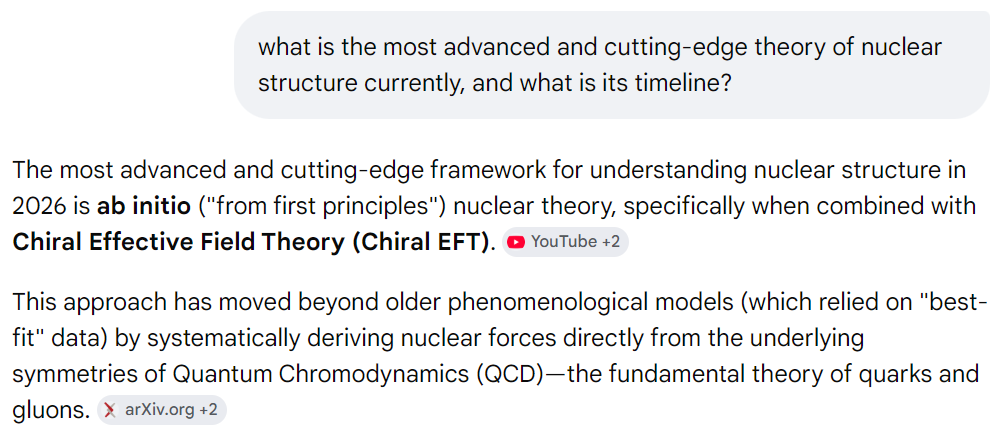 what is the most advanced and cutting-edge theory of nuclear
structure currently, and what is its timeline?
The most advanced and cutting-edge framework for understanding nuclear structure in
2026 is ab initio ("from first principles") nuclear theory, specifically when combined with
Chiral Effective Field Theory (Chiral EFT). YouTube +2
This approach has moved beyond older phenomenological models (which relied on "best-
fit" data) by systematically deriving nuclear forces directly from the underlying
symmetries of Quantum Chromodynamics (QCD)—the fundamental theory of quarks and
gluons. arXiv.org +2